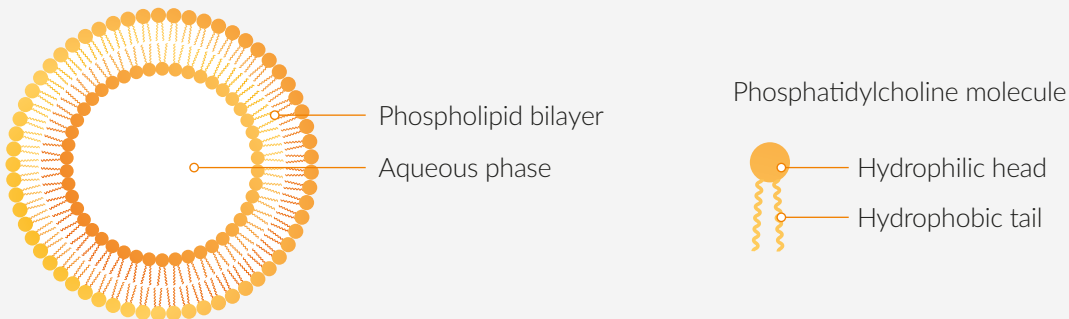 Phospholipid bilayer
Aqueous phase
Phosphatidylcholine molecule
Hydrophilic head
Hydrophobic tail